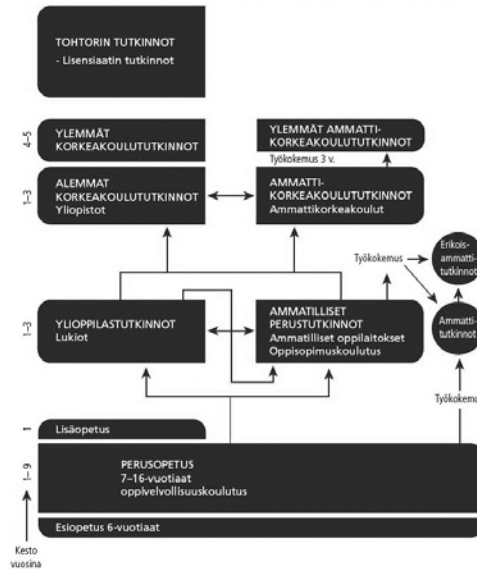 TOHTORIN TUTKINNOT
- Lisensiaatin tutkinnot
4–5
YLEMMÄT
KORKEAKOULUTUTKINNOT
YLEMMÄT AMMATTI-
KORKEAKOULUTUTKINNOT
Työkokemus 3 v.
1–3
ALEMMAT
KORKEAKOULUTUTKINNOT
Yliopistot
AMMATTI-
KORKEAKOULUTUTKINNOT
Ammattikorkeakoulut
Työkokemus
Erikois-
ammatti-
tutkinnot
1–3
YLIOPPILASTUTKINNOT
Lukiot
AMMATILLISET
PERUSTUTKINNOT
Ammatilliset oppilaitokset
Oppisopimuskoulutus
Ammatti-
tutkinnot
Työkokemu
1
Lisäopetus
1–9
PERUSOPETUS
7–16-vuotiaat
oppivelvollisuuskoulutus
Esiopetus 6-vuotiaat
Kesto
vuosina